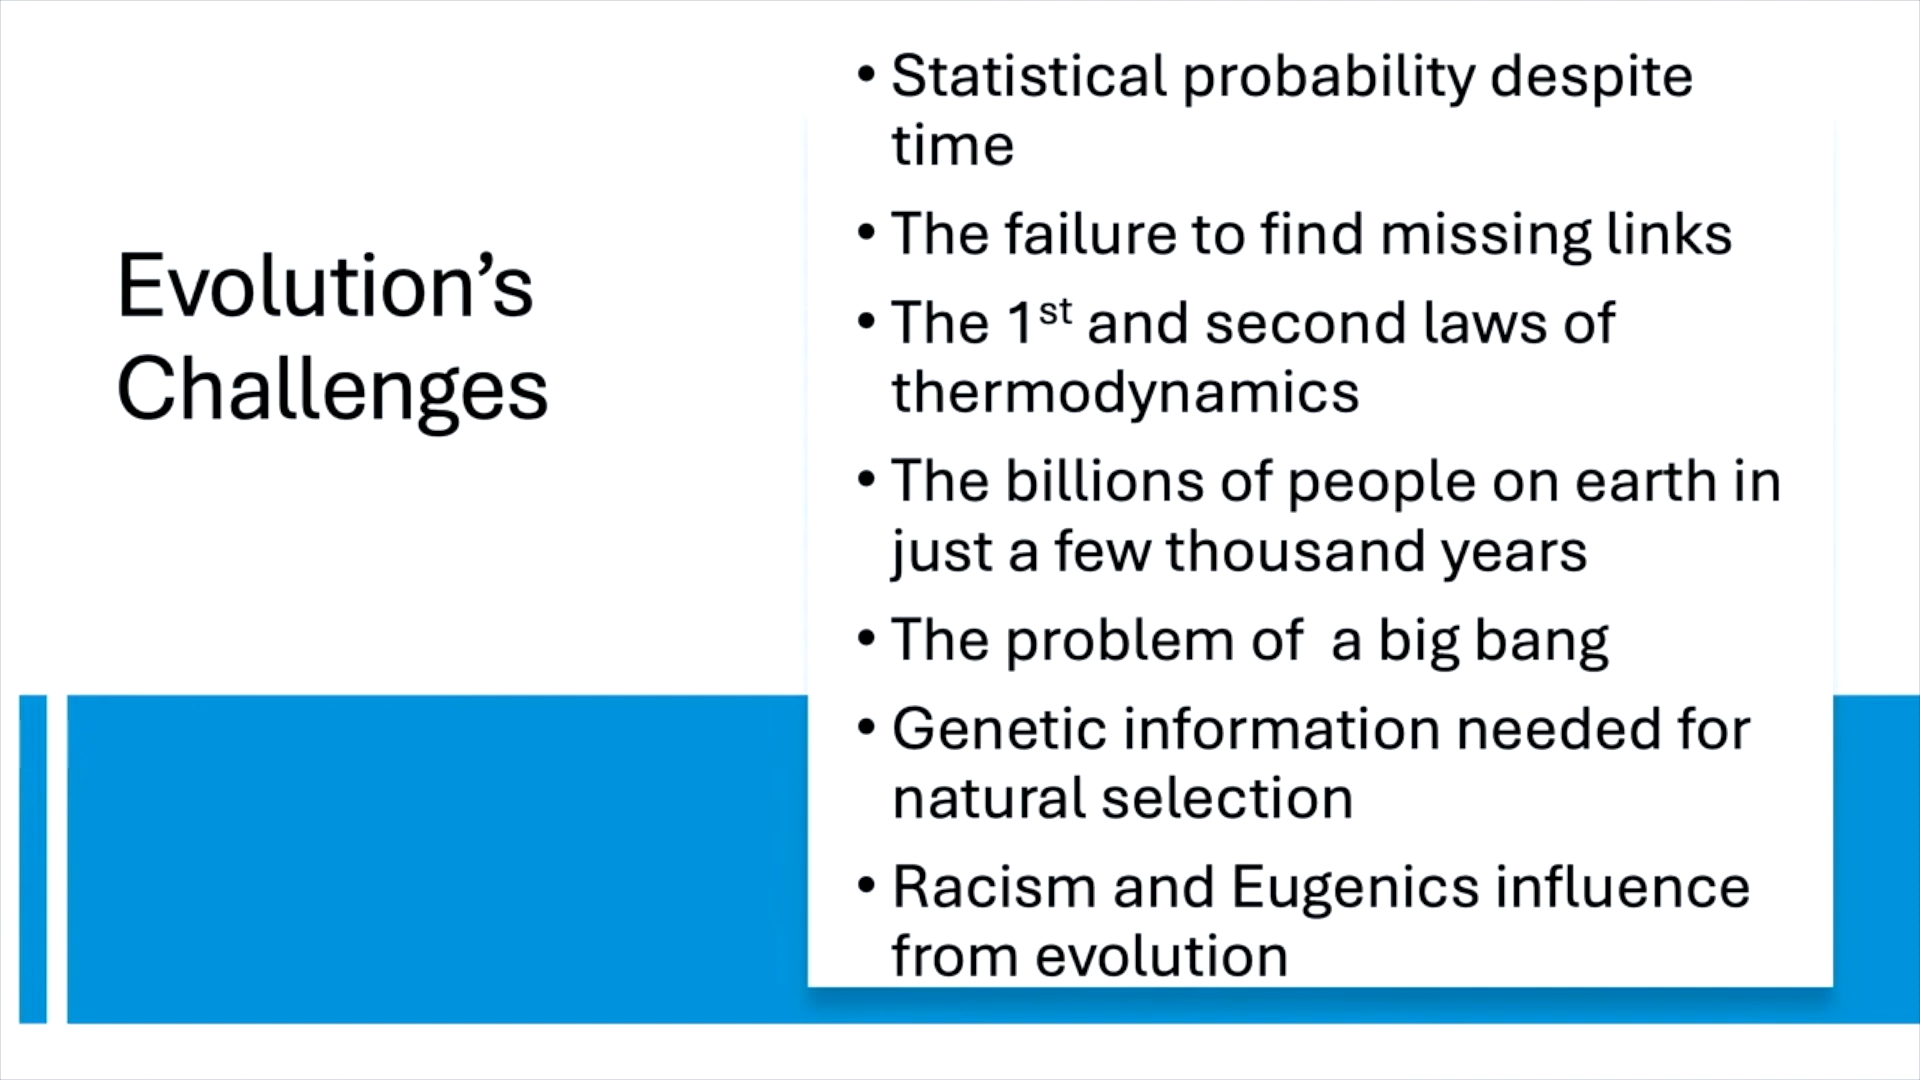 Evolution’s
Challenges
• Statistical probability despite
time
• The failure to find missing links
• The 1st and second laws of
thermodynamics
• The billions of people on earth in
just a few thousand years
• The problem of  a big bang
• Genetic information needed for
natural selection
• Racism and Eugenics influence
from evolution